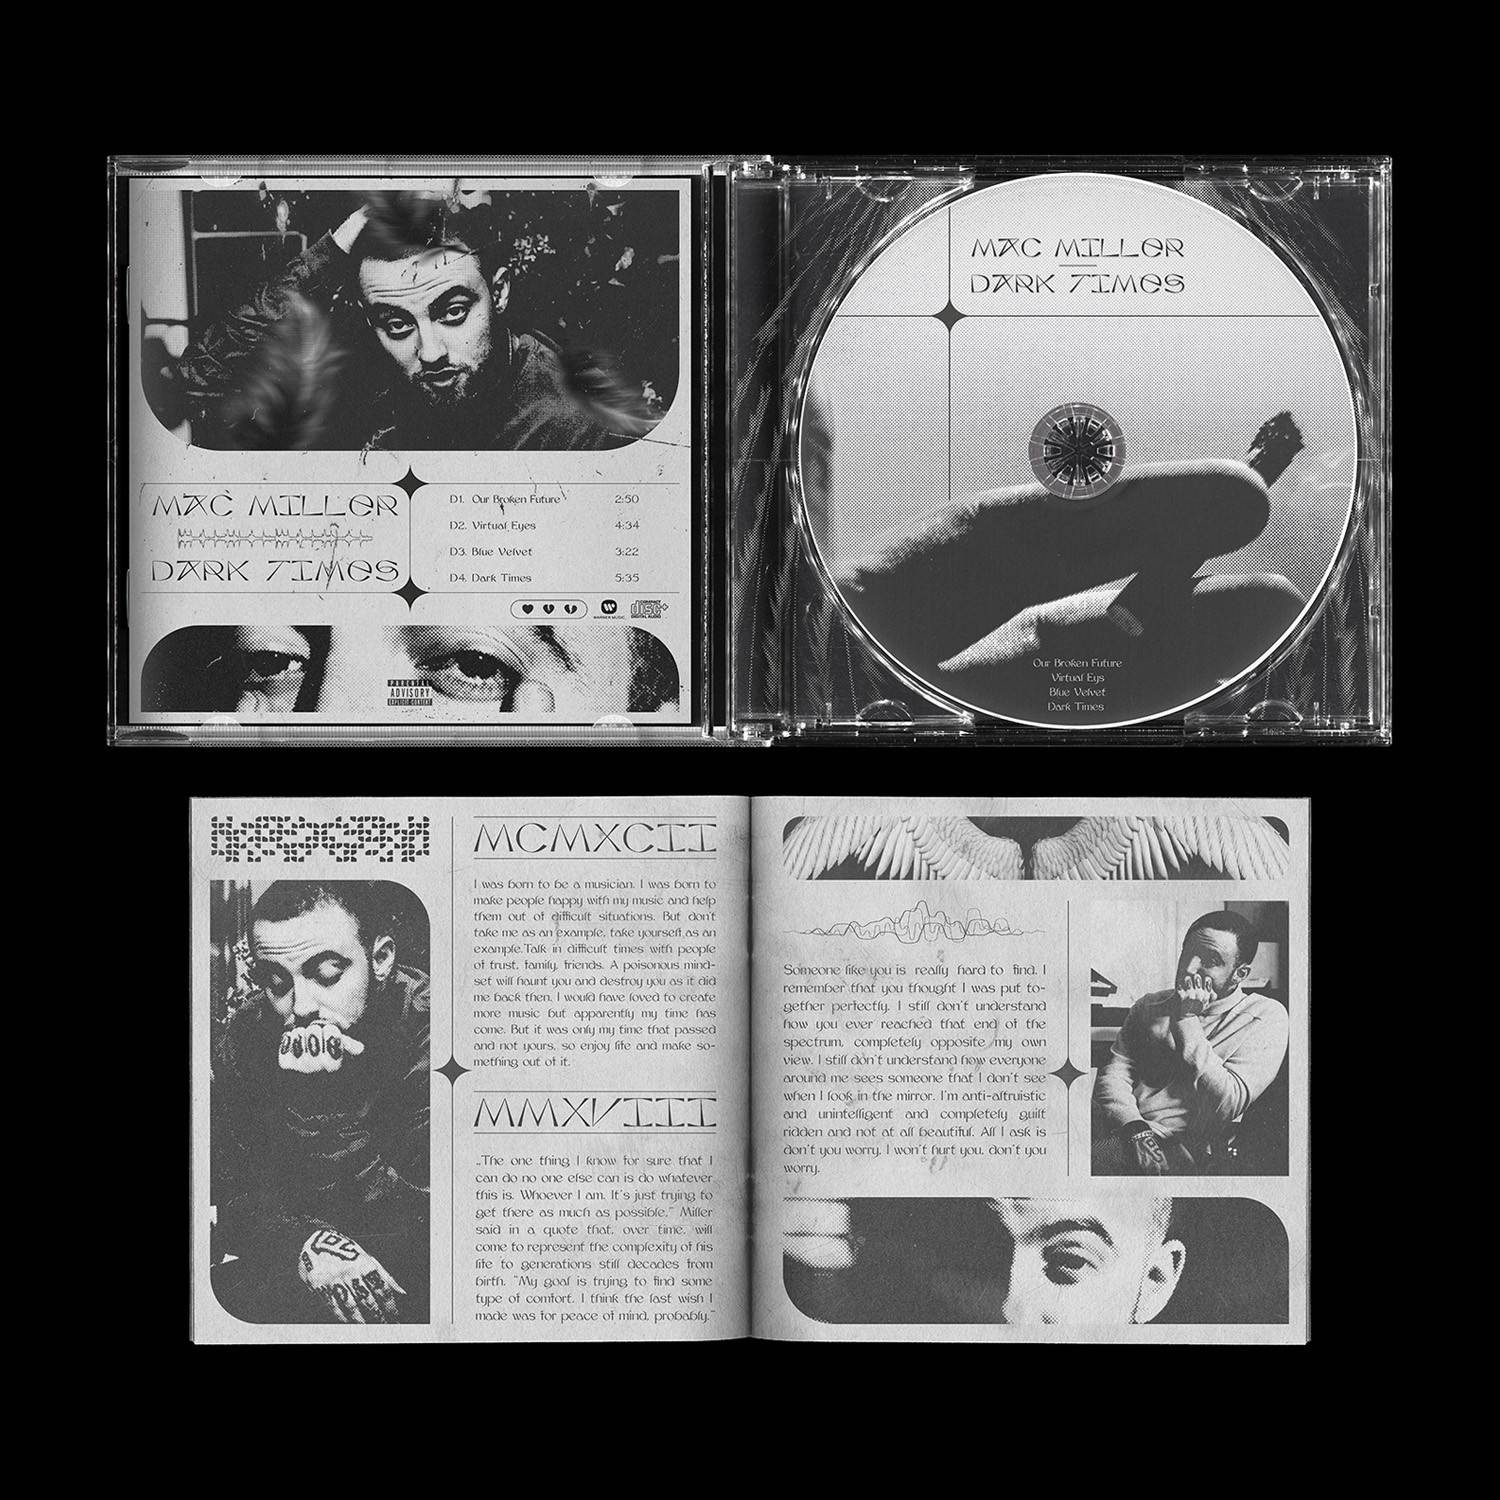 MAC MILLER
DARK TIMES
D1. Our Broken Future 2:50
D2. Virtual Eyes 4:34
D3. Blue Velvet 3:22
D4. Dark Times 5:35
WARNER MUSIC
COMPACT
disc+
DIGITAL AUDIO
PARENTAL
ADVISORY
EXPLICIT CONTENT
MAC MILLER
DARK TIMES
Our Broken Future
Virtual Eys
Blue Velvet
Dark Times
MCMXCII
I was born to be a musician. I was born to
make people happy with my music and help
them out of difficult situations. But don't
take me as an example, take yourself as an
example.Talk in difficult times with people
of trust, family, friends. A poisonous mind-
set will haunt you and destroy you as it did
me back then. I would have loved to create
more music but apparently my time has
come. But it was only my time that passed
and not yours, so enjoy life and make so-
mething out of it.
MMXVIII
„The one thing I know for sure that I
can do no one else can is do whatever
this is. Whoever I am. It's just trying to
get there as much as possible.” Miller
said in a quote that, over time, will
come to represent the complexity of his
life to generations still decades from
birth. “My goal is trying to find some
type of comfort. I think the last wish I
made was for peace of mind, probably.”
Someone like you is really hard to find. I
remember that you thought I was put to-
gether perfectly. I still don't understand
how you ever reached that end of the
spectrum, completely opposite my own
view. I still don't understand how everyone
around me sees someone that I don't see
when I look in the mirror. I'm anti-altruistic
and unintelligent and completely guilt
ridden and not at all beautiful. All I ask is
don't you worry. I won't hurt you, don't you
worry.